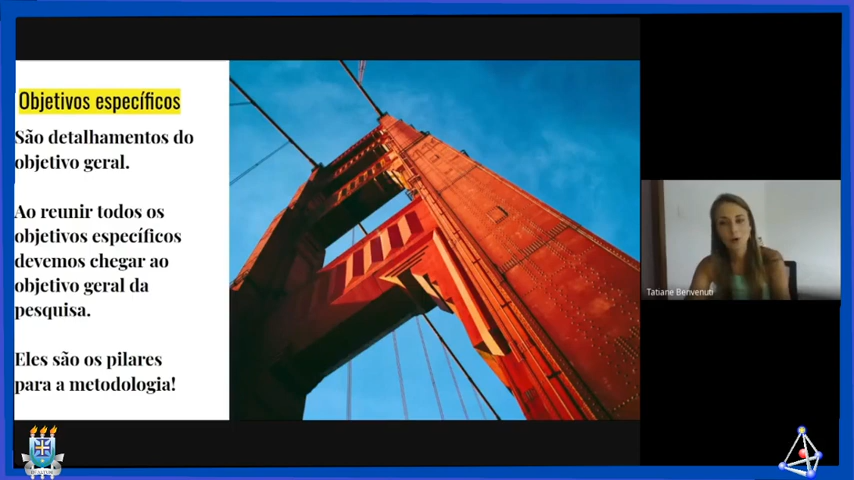 Objetivos específicos
São detalhamentos do
objetivo geral.
Ao reunir todos os
objetivos específicos
devemos chegar ao
objetivo geral da
pesquisa.
Eles são os pilares
para a metodologia!
Tatiane Benvenuti